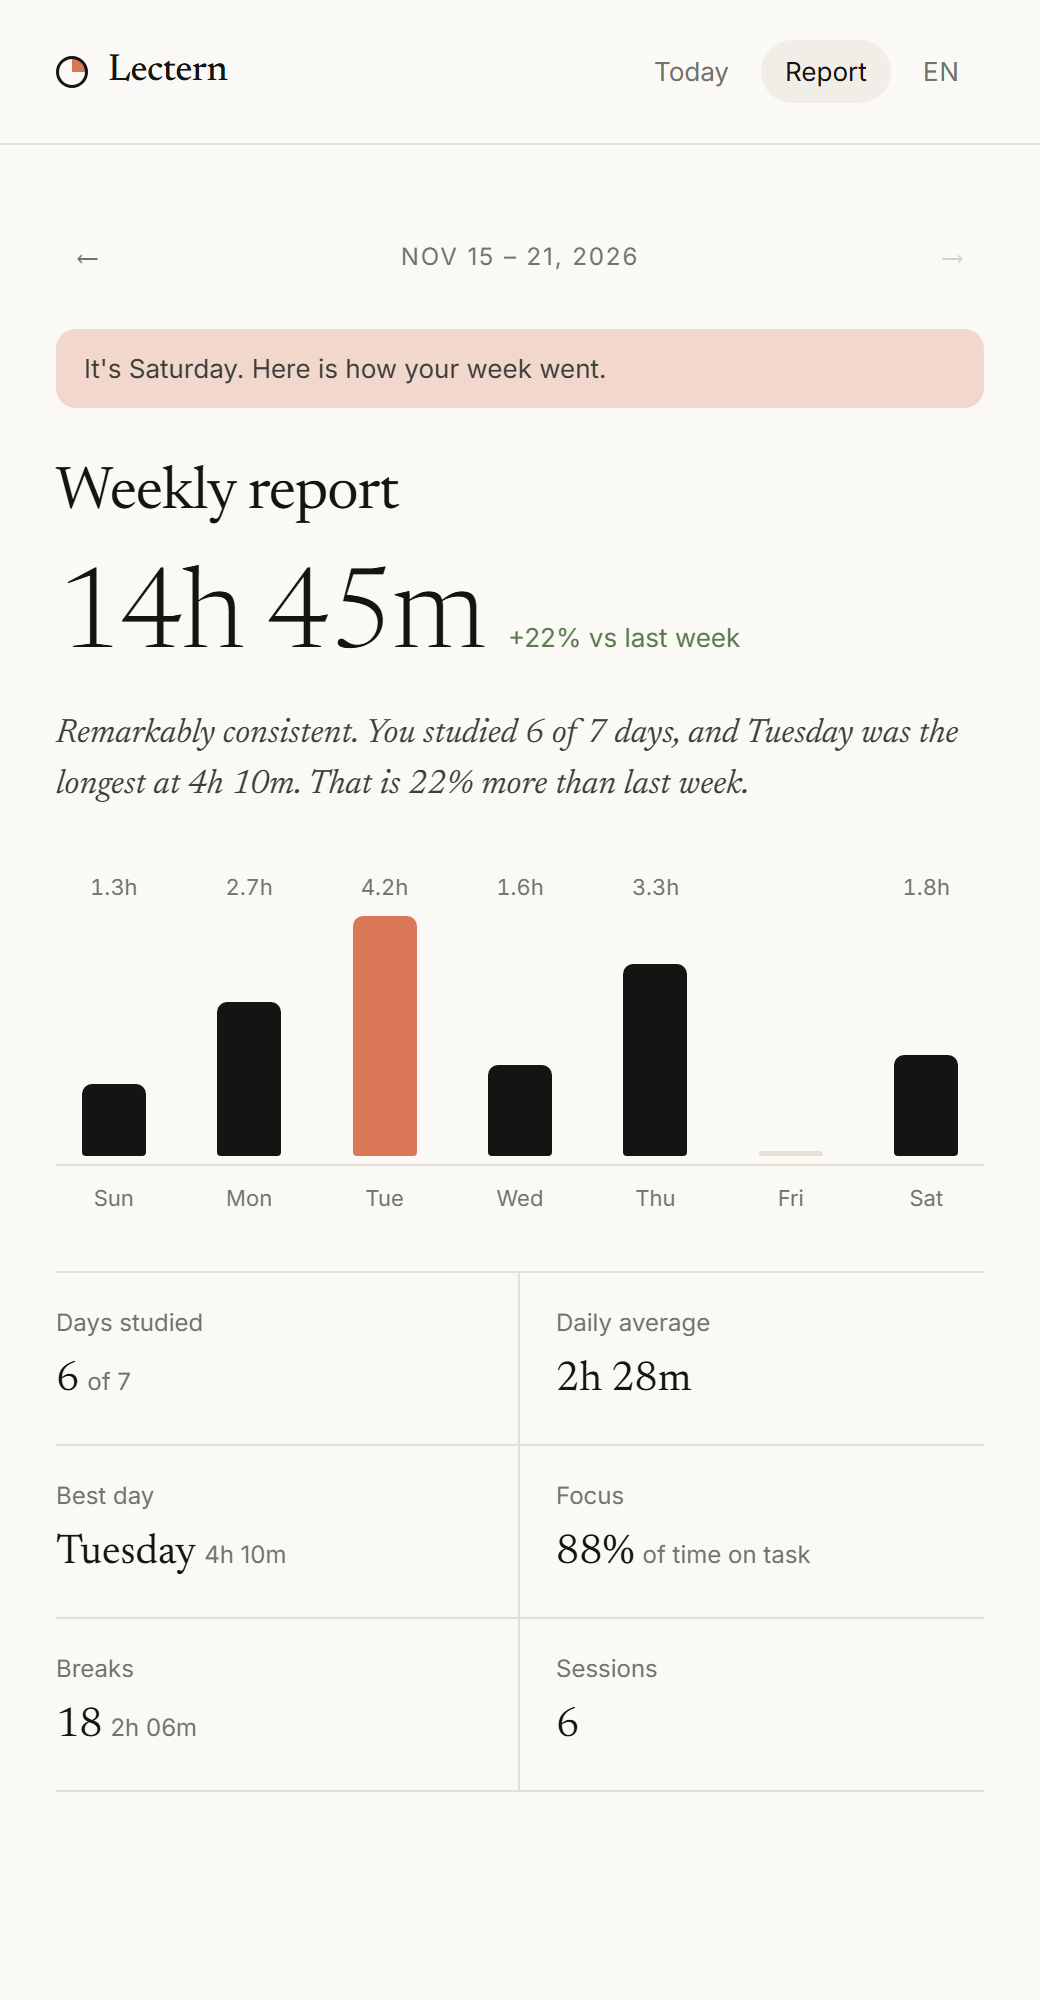 Lectern
Today Report EN
← NOV 15 – 21, 2026 →
It's Saturday. Here is how your week went.
Weekly report
14h 45m +22% vs last week
Remarkably consistent. You studied 6 of 7 days, and Tuesday was the
longest at 4h 10m. That is 22% more than last week.
1.3h 2.7h 4.2h 1.6h 3.3h 1.8h
Sun Mon Tue Wed Thu Fri Sat
Days studied
6 of 7
Daily average
2h 28m
Best day
Tuesday 4h 10m
Focus
88% of time on task
Breaks
18 2h 06m
Sessions
6